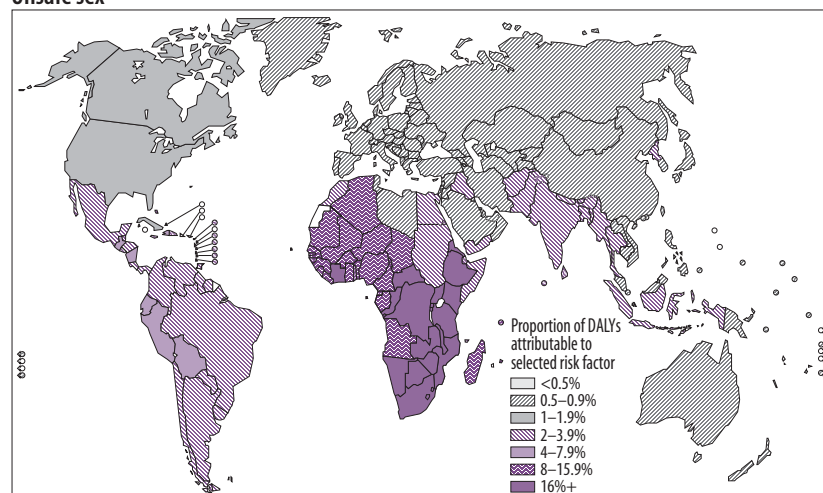 Unsafe sex
Proportion of DALYs
attributable to
selected risk factor
<0.5%
0.5–0.9%
1–1.9%
2–3.9%
4–7.9%
8–15.9%
16%+